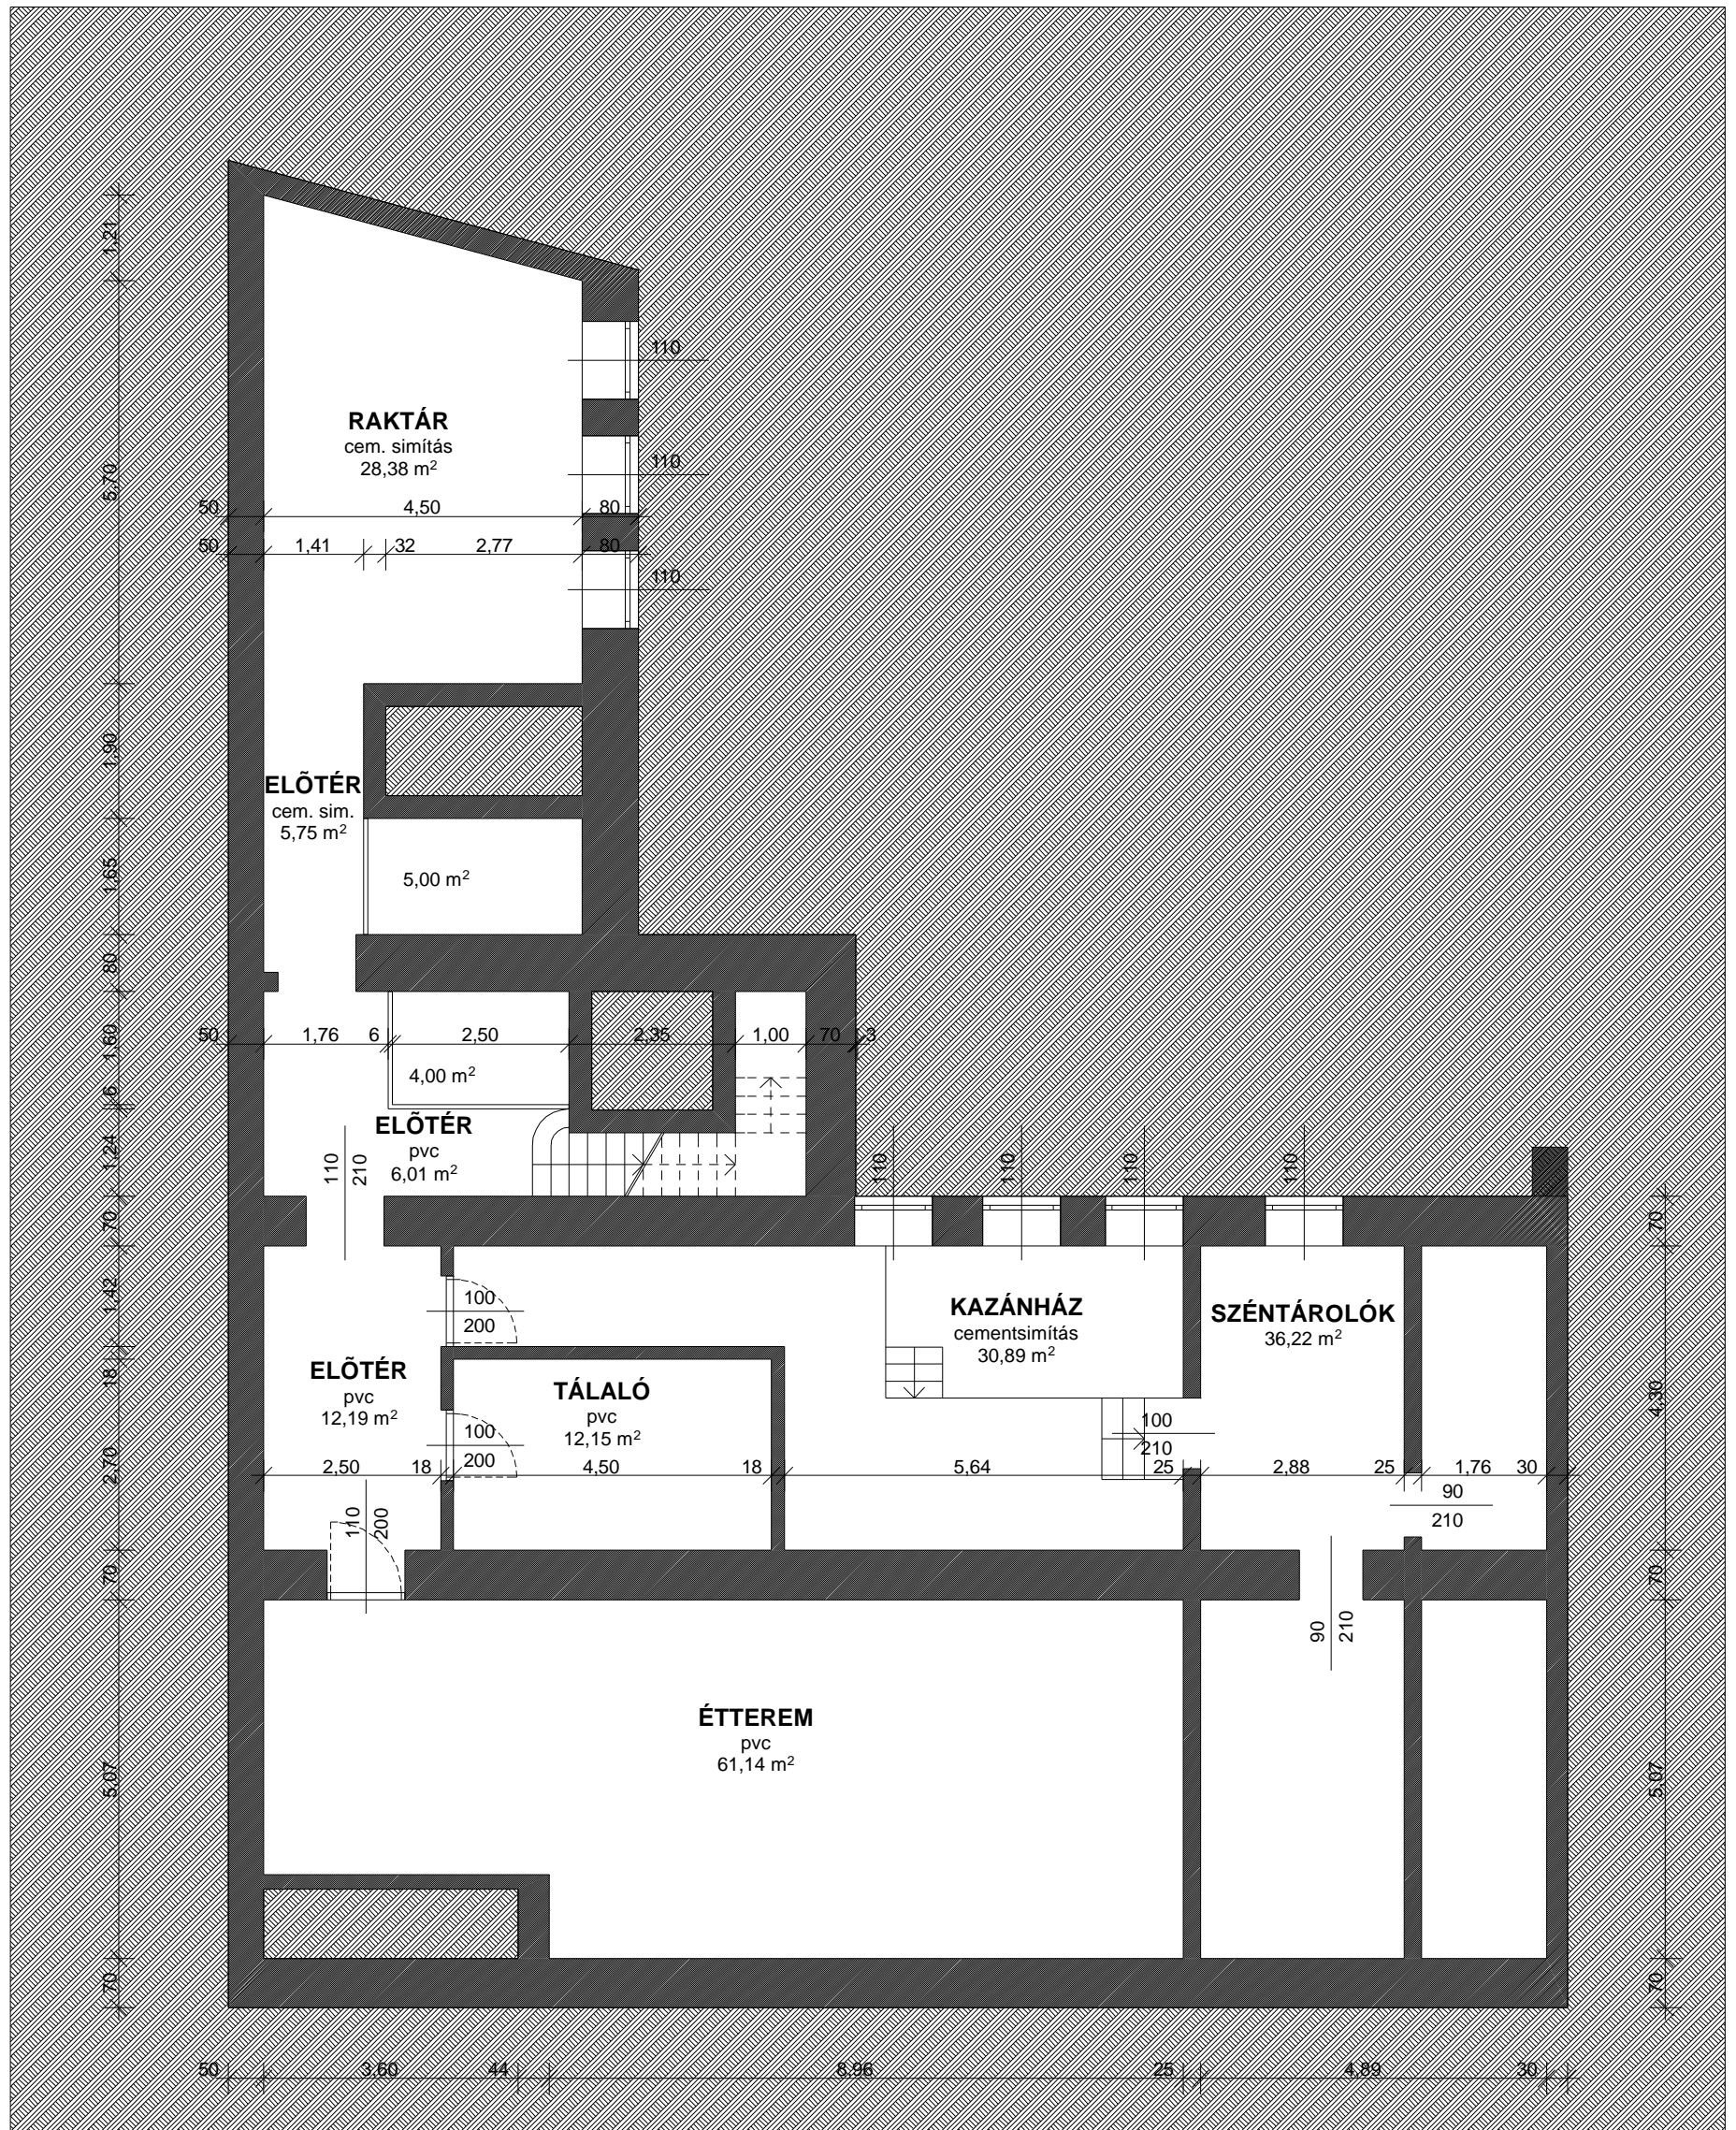 1,21
110
RAKTÁR
cem. simítás
28,38 m²
110
5,70
50
4,50
80
50
1,41
32
2,77
80
110
1,90
ELÕTÉR
cem. sim.
5,75 m²
1,65
5,00 m²
80
1,60
50
1,76
6
2,50
2,35
1,00
70
3
4,00 m²
6
ELÕTÉR
pvc
6,01 m²
1,24
110
210
110
110
110
110
70
70
1,42
100
200
KAZÁNHÁZ
cementsimítás
30,89 m²
SZÉNTÁROLÓK
36,22 m²
18
ELÕTÉR
pvc
12,19 m²
TÁLALÓ
pvc
12,15 m²
4,30
100
200
100
210
2,70
2,50
18
4,50
18
5,64
25
2,88
25
1,76
30
90
210
110
200
70
70
90
210
ÉTTEREM
pvc
61,14 m²
5,07
5,07
70
70
50
3,60
44
8,96
25
4,89
30